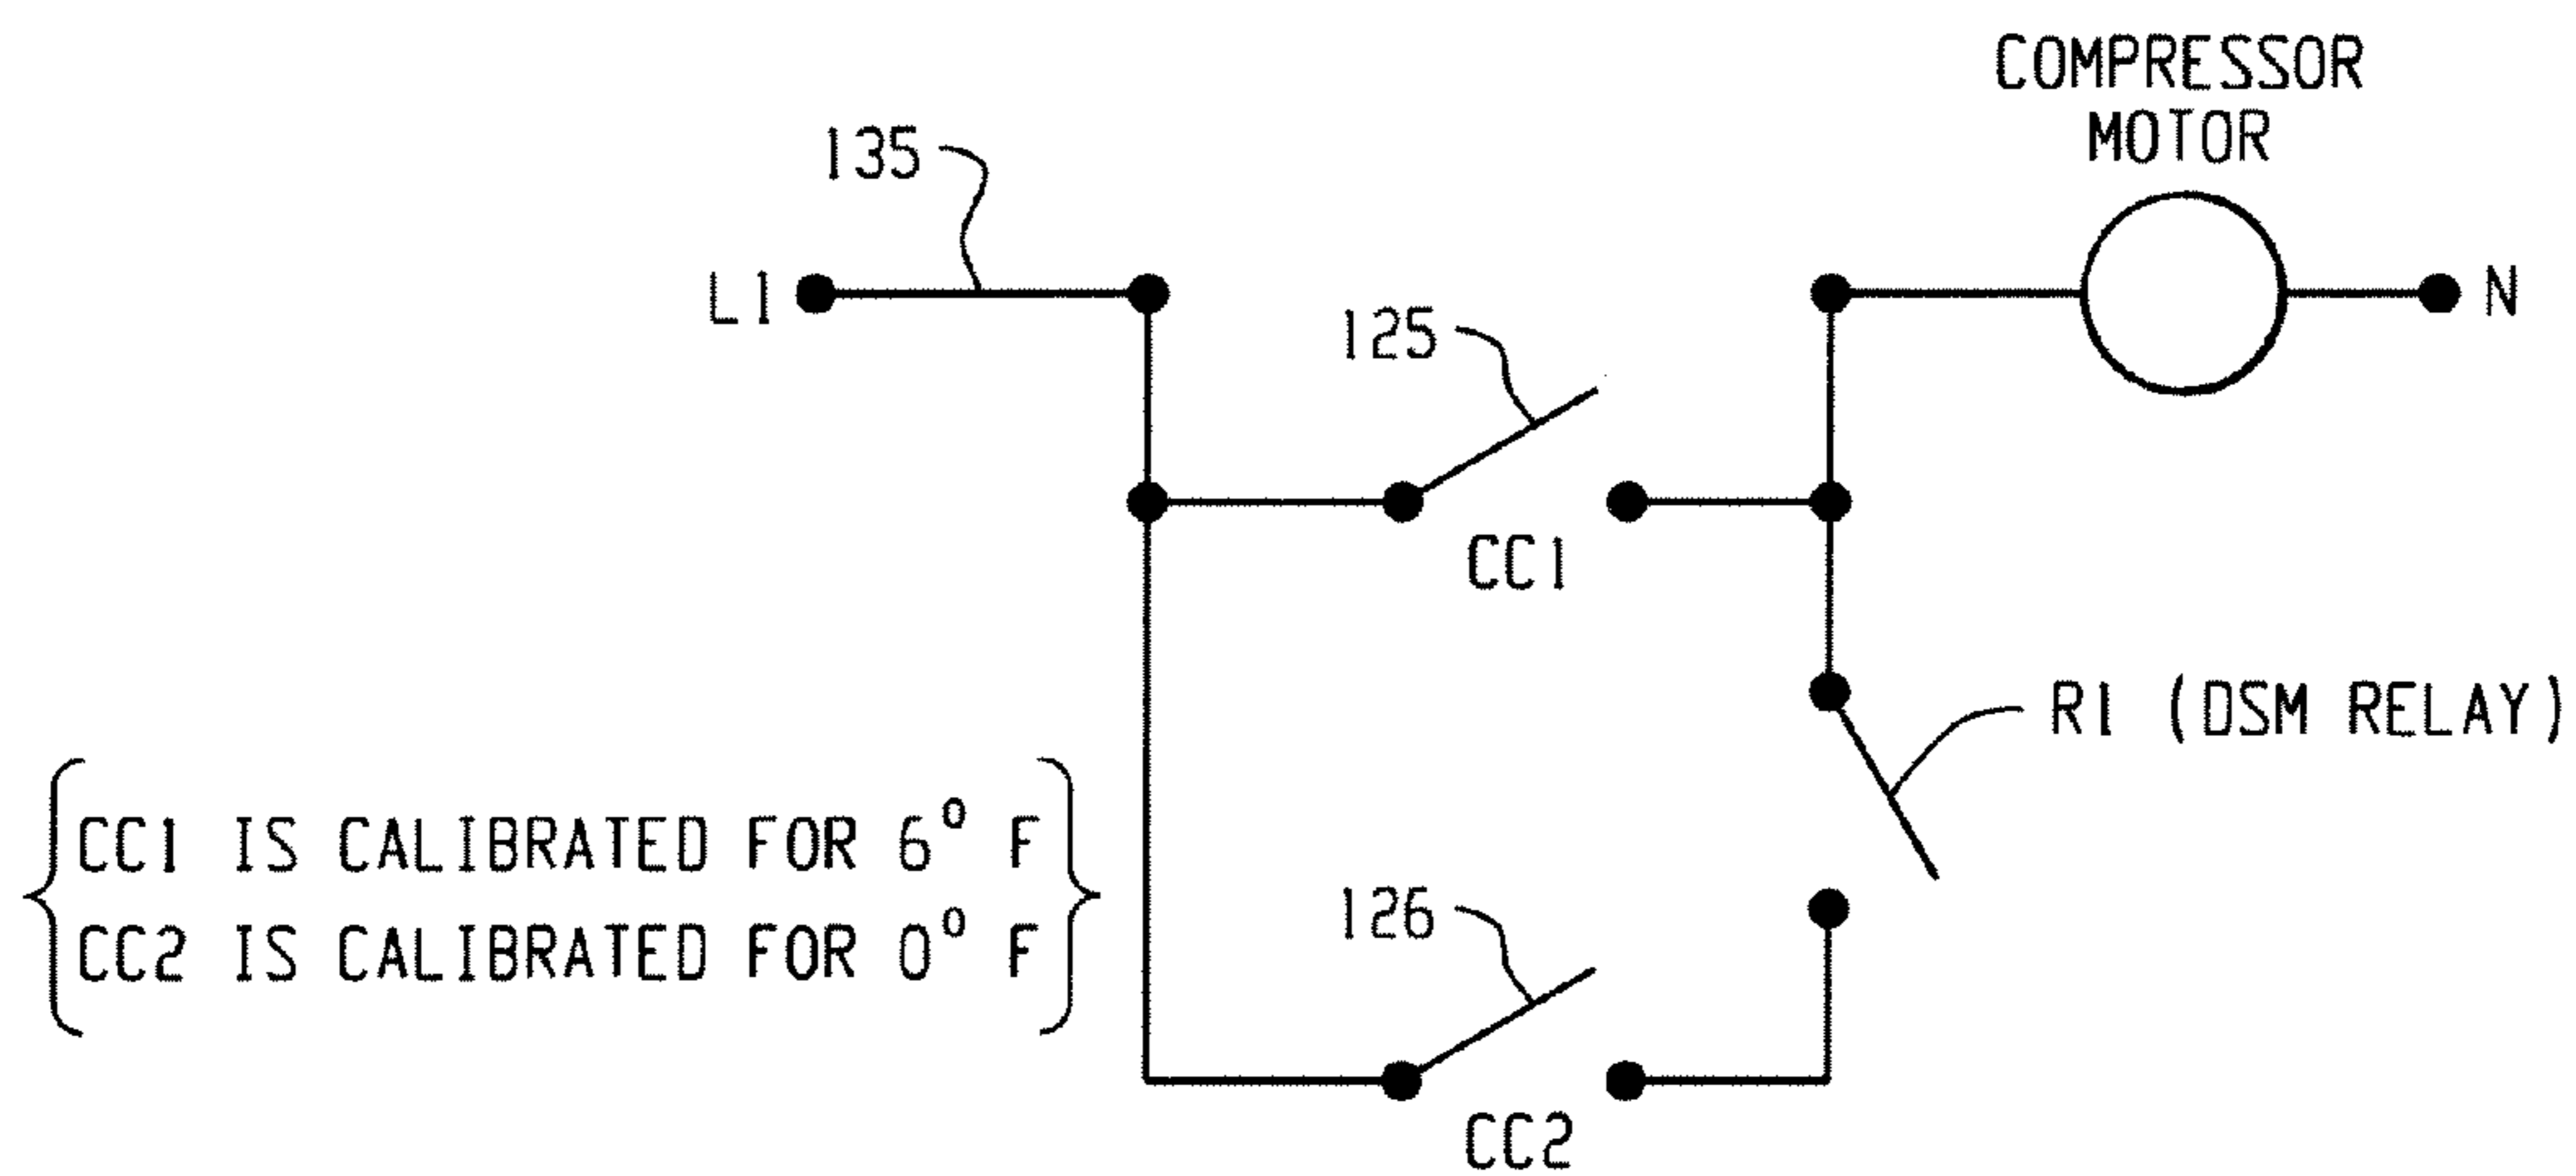 COMPRESSOR
MOTOR
135
L1
N
125
CC1
R1 (DSM RELAY)
CC1 IS CALIBRATED FOR 6° F
CC2 IS CALIBRATED FOR 0° F
126
CC2